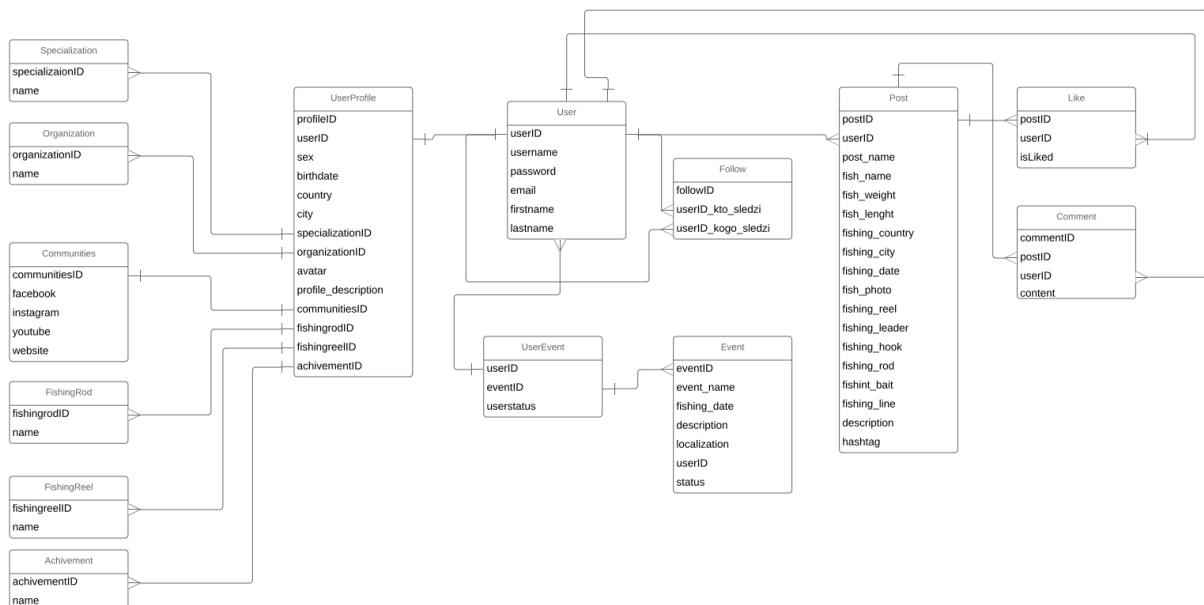 Specialization
specializaionID
name
Organization
organizationID
name
Communities
communitiesID
facebook
instagram
youtube
website
FishingRod
fishingrodID
name
FishingReel
fishingreelID
name
Achivement
achivementID
name
UserProfile
profileID
userID
sex
birthdate
country
city
specializationID
organizationID
avatar
profile_description
communitiesID
fishingrodID
fishingreelID
achivementID
User
userID
username
password
email
firstname
lastname
UserEvent
userID
eventID
userstatus
Follow
followID
userID_kto_sledzi
userID_kogo_sledzi
Event
eventID
event_name
fishing_date
description
localization
userID
status
Post
postID
userID
post_name
fish_name
fish_weight
fish_lenght
fishing_country
fishing_city
fishing_date
fish_photo
fishing_reel
fishing_leader
fishing_hook
fishing_rod
fishint_bait
fishing_line
description
hashtag
Like
postID
userID
isLiked
Comment
commentID
postID
userID
content